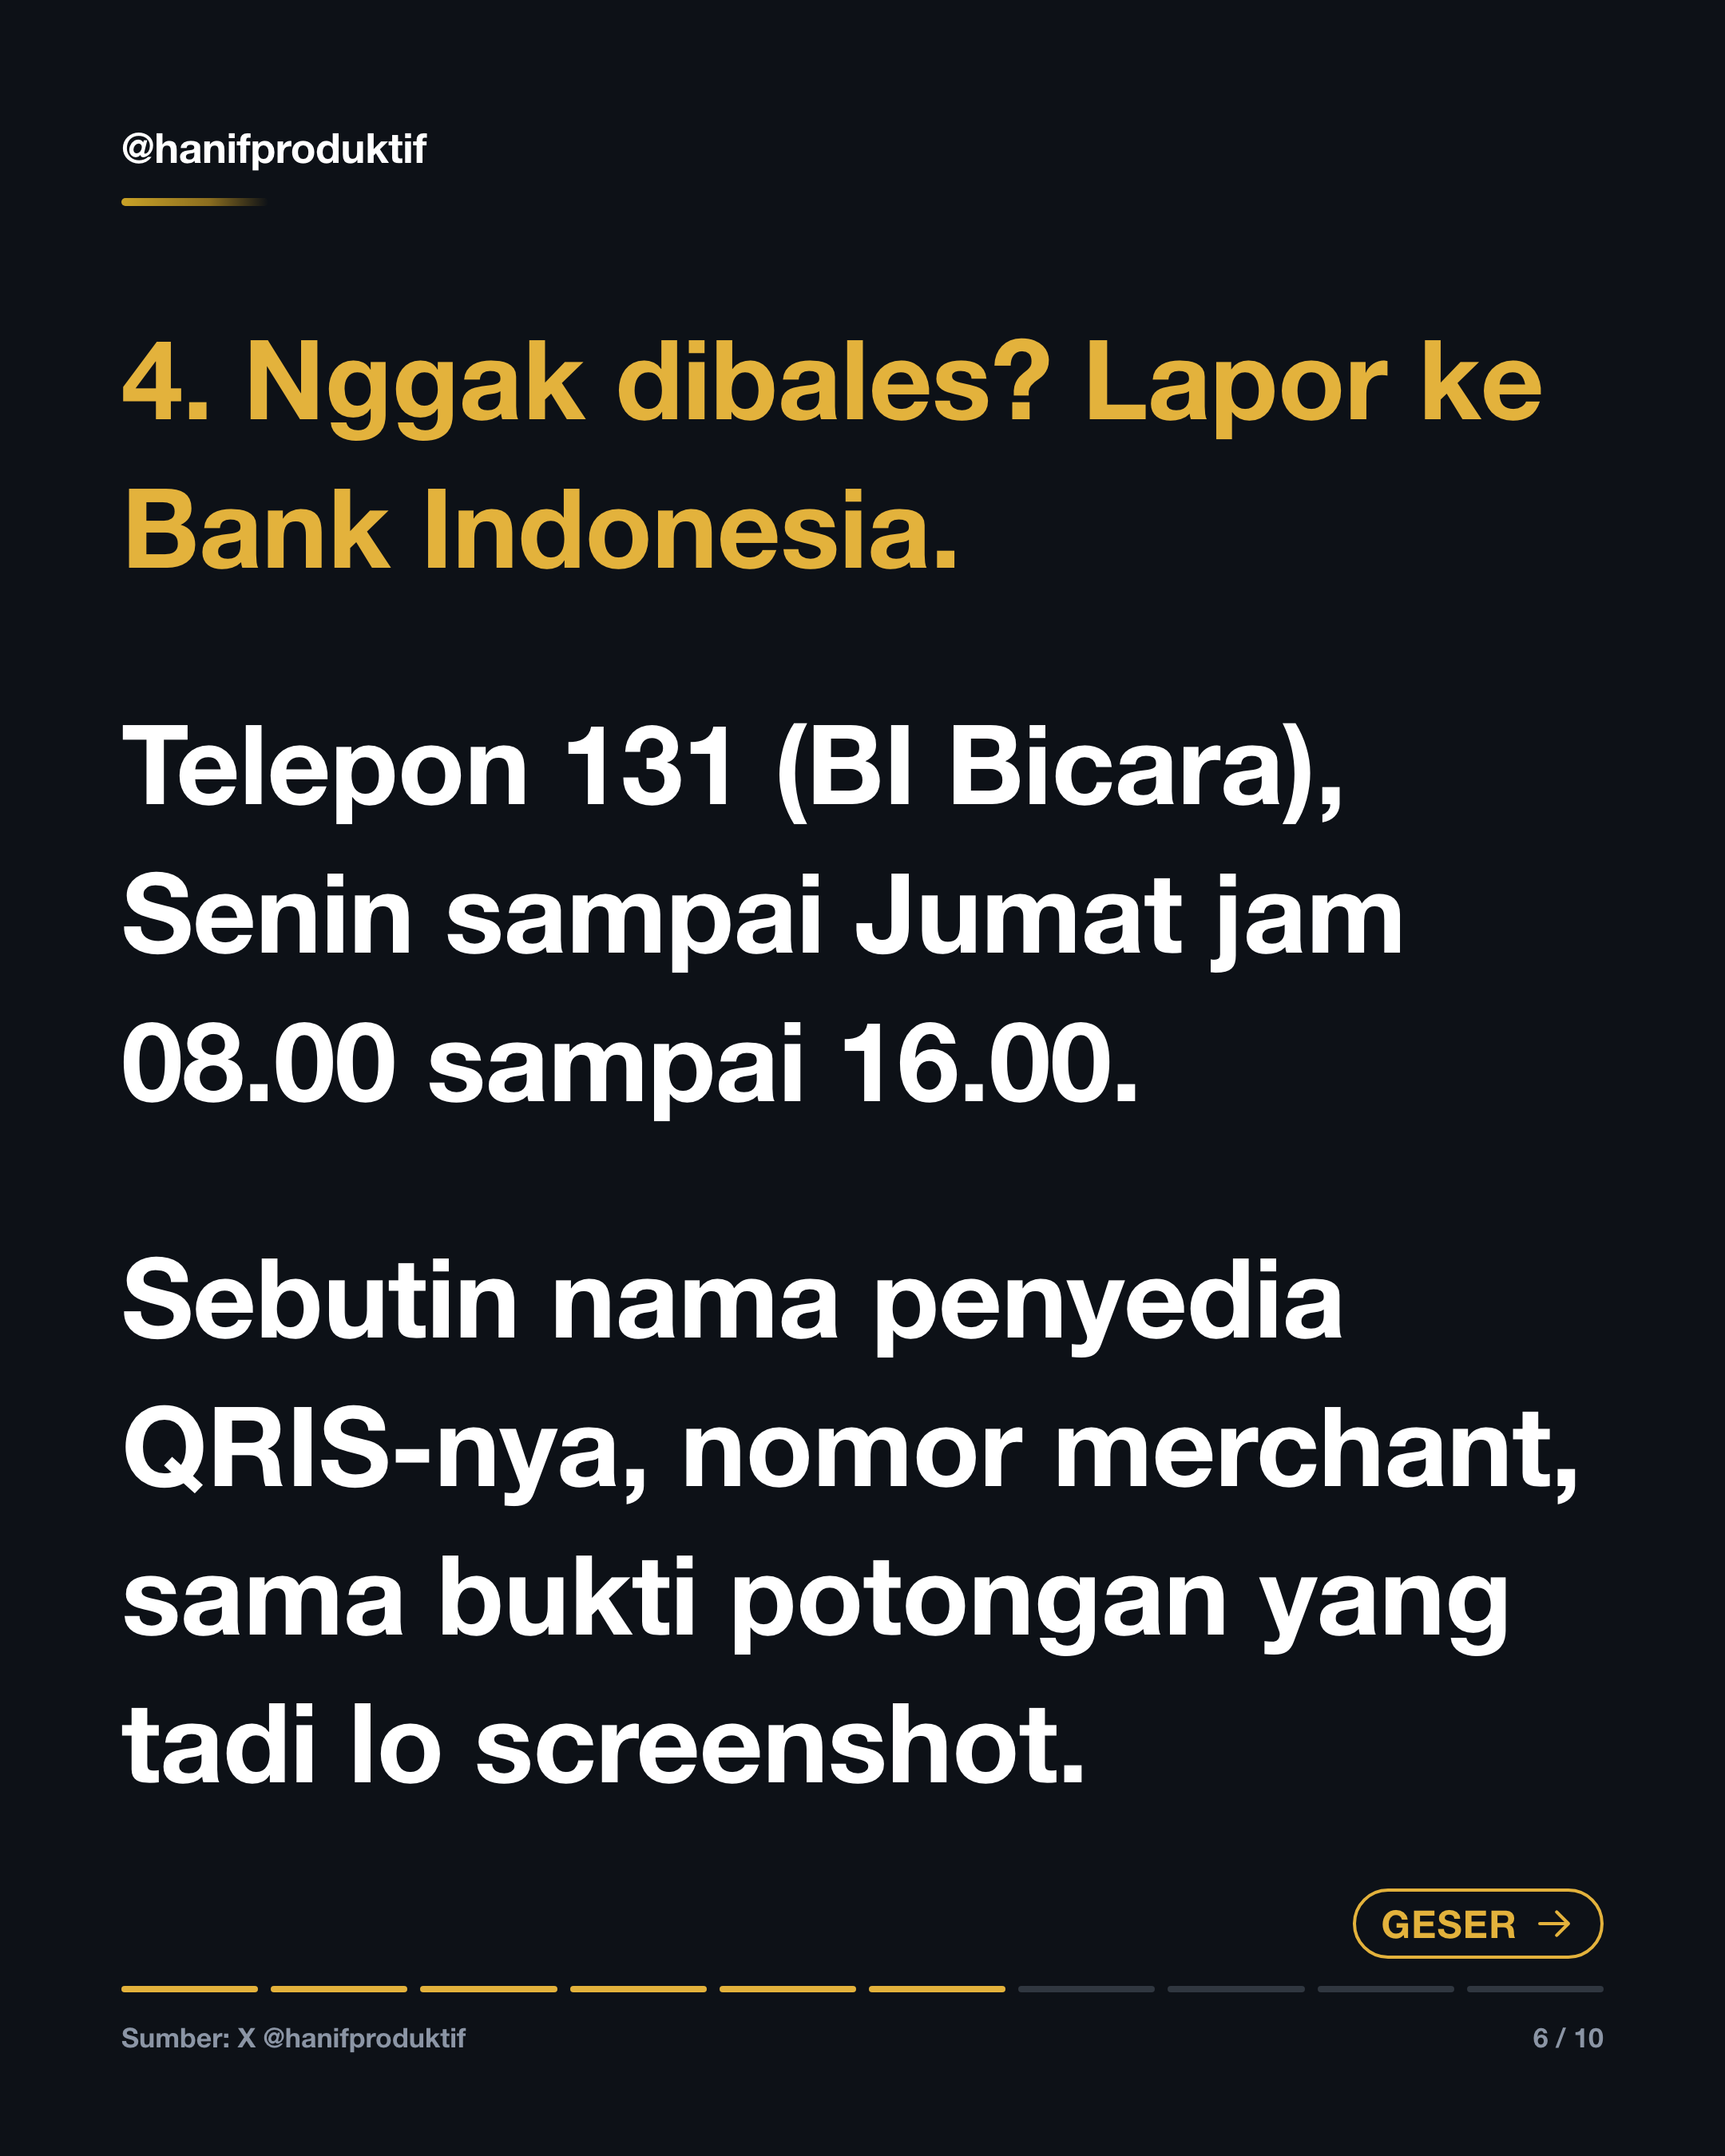 @hanifproduktif
4. Nggak dibales? Lapor ke
Bank Indonesia.
Telepon 131 (BI Bicara),
Senin sampai Jumat jam
08.00 sampai 16.00.
Sebutin nama penyedia
QRIS-nya, nomor merchant,
sama bukti potongan yang
tadi lo screenshot.
GESER →
Sumber: X @hanifproduktif
6 / 10